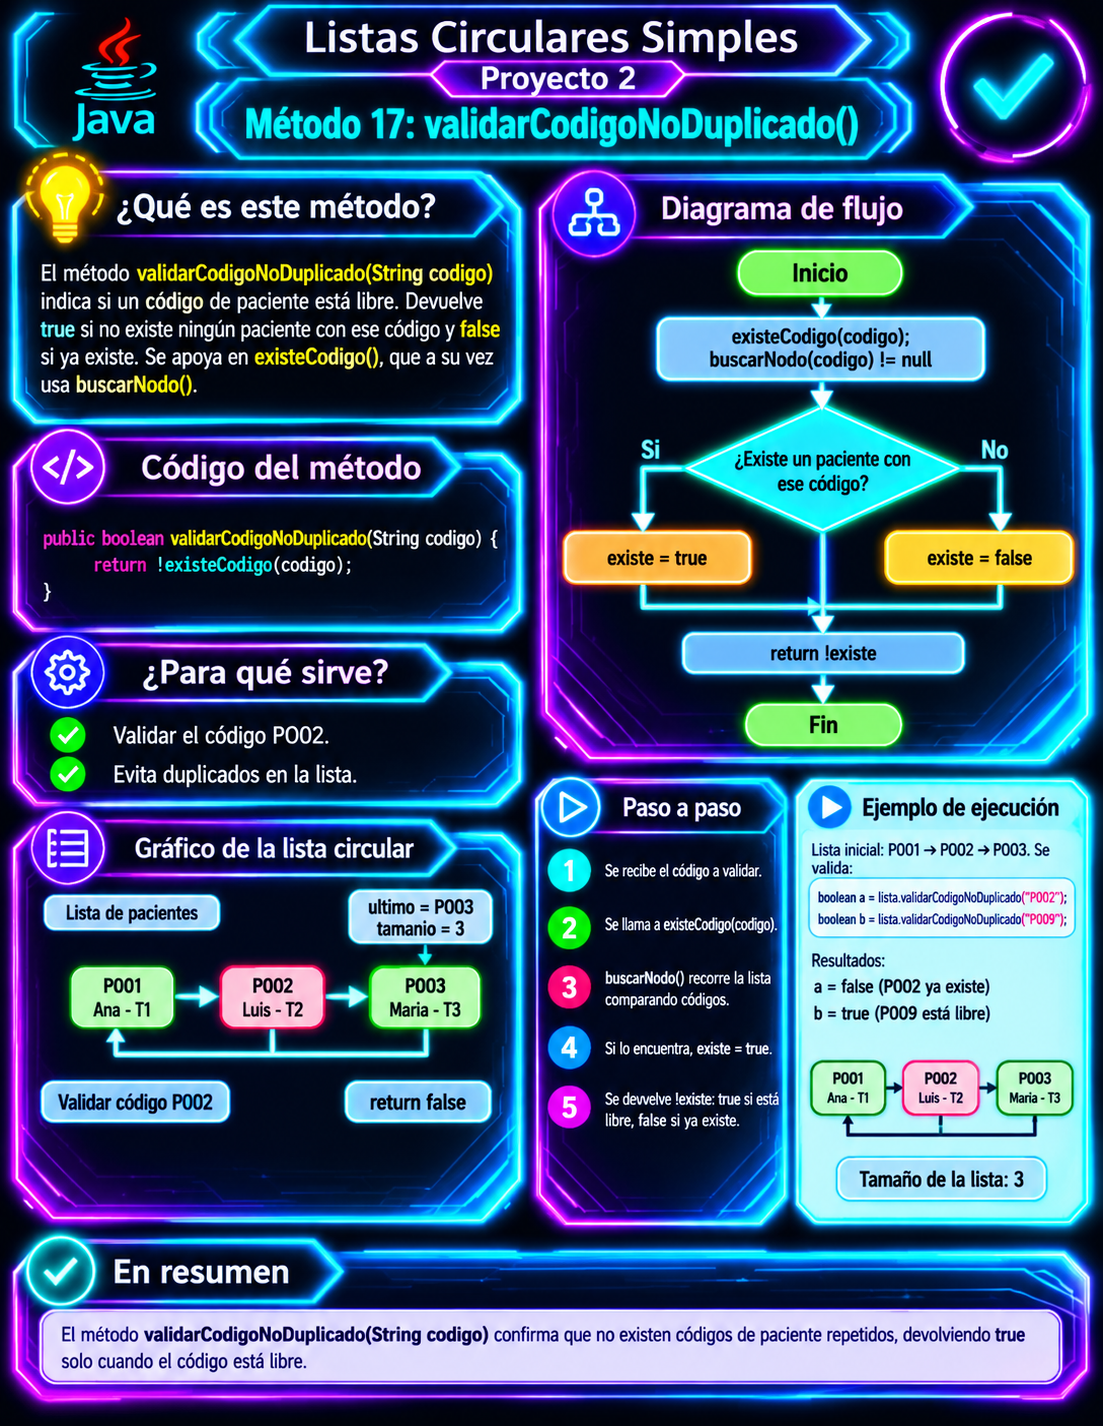 Java
Listas Circulares Simples
Proyecto 2
Método 17: validarCodigoNoDuplicado()
¿Qué es este método?
El método validarCodigoNoDuplicado(String codigo)
indica si un código de paciente está libre. Devuelve
true si no existe ningún paciente con ese código y false
si ya existe. Se apoya en existeCodigo(), que a su vez
usa buscarNodo().
</> Código del método
public boolean validarCodigoNoDuplicado(String codigo) {
return !existeCodigo(codigo);
}
¿Para qué sirve?
Validar el código PO02.
Evita duplicados en la lista.
Gráfico de la lista circular
Lista de pacientes
ultimo = P003
tamanio = 3
P001
Ana - T1
P002
Luis - T2
P003
Maria - T3
Validar código P002
return false
Diagrama de flujo
Inicio
existeCodigo(codigo);
buscarNodo(codigo) != null
¿Existe un paciente con
ese código?
Si
No
existe = true
existe = false
return !existe
Fin
Paso a paso
1 Se recibe el código a validar.
2 Se llama a existeCodigo(codigo).
3 buscarNodo() recorre la lista
comparando códigos.
4 Si lo encuentra, existe = true.
5 Se devvelve !existe: true si está
libre, false si ya existe.
Ejemplo de ejecución
Lista inicial: P001 → P002 → P003. Se
valida:
boolean a = lista.validarCodigoNoDuplicado("P002");
boolean b = lista.validarCodigoNoDuplicado("P009");
Resultados:
a = false (P002 ya existe)
b = true (P009 está libre)
P001
Ana - T1
P002
Luis - T2
P003
Maria - T3
Tamaño de la lista: 3
En resumen
El método validarCodigoNoDuplicado(String codigo) confirma que no existen códigos de paciente repetidos, devolviendo true
solo cuando el código está libre.